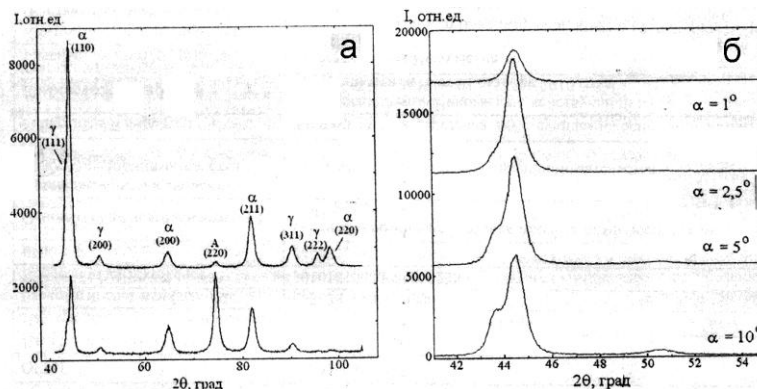 I,отн.ед.
а
α
(110)
8000
6000
γ
(111)
4000
γ
(200)
α
(200)
A
(220)
α
(211)
γ
(311)
γ
(222)
α
(220)
2000
0
40
60
80
100
2θ, град
I, отн.ед.
б
20000
α = 1°
15000
α = 2,5°
10000
α = 5°
5000
α = 10°
0
42
44
46
48
50
52
54
2θ, град